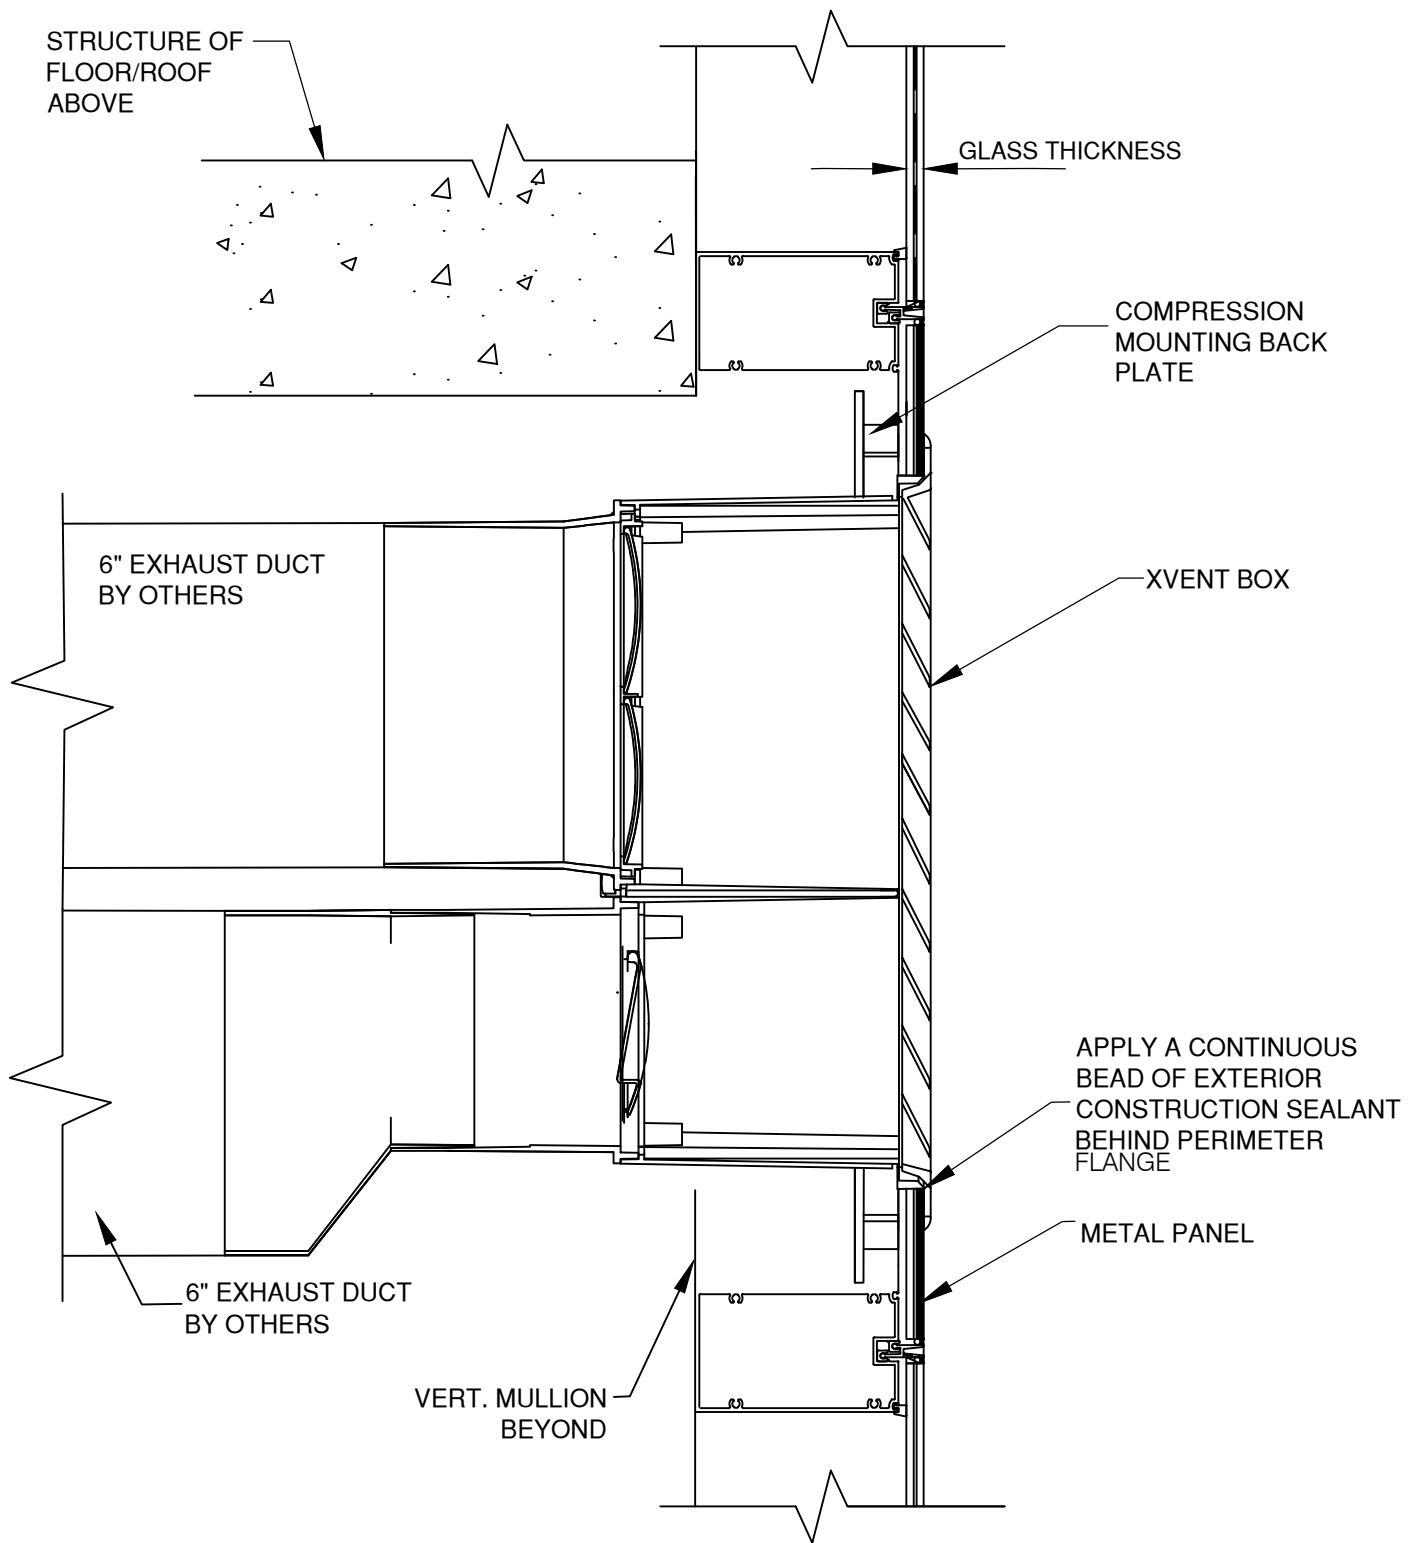 STRUCTURE OF
FLOOR/ROOF
ABOVE
GLASS THICKNESS
COMPRESSION
MOUNTING BACK
PLATE
6" EXHAUST DUCT
BY OTHERS
XVENT BOX
APPLY A CONTINUOUS
BEAD OF EXTERIOR
CONSTRUCTION SEALANT
BEHIND PERIMETER
FLANGE
METAL PANEL
6" EXHAUST DUCT
BY OTHERS
VERT. MULLION
BEYOND